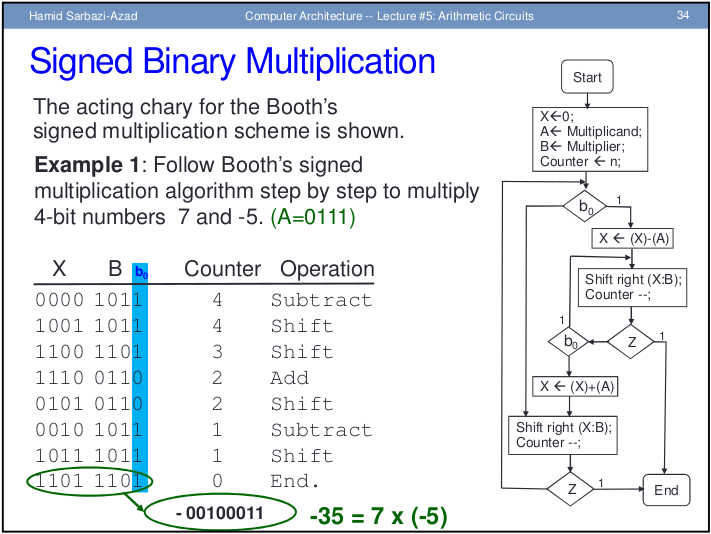 Hamid Sarbazi-Azad
Computer Architecture -- Lecture #5: Arithmetic Circuits
34
Signed Binary Multiplication
The acting chary for the Booth's
signed multiplication scheme is shown.
Example 1: Follow Booth's signed
multiplication algorithm step by step to multiply
4-bit numbers 7 and -5. (A=0111)
X B b0 Counter Operation
0000 1011 4 Subtract
1001 1011 4 Shift
1100 1101 3 Shift
1110 0110 2 Add
0101 0110 2 Shift
0010 1011 1 Subtract
1011 1011 1 Shift
1101 1101 0 End.
- 00100011
-35 = 7 x (-5)
Start
X←0;
A← Multiplicand;
B← Multiplier;
Counter ← n;
b0
1
X ← (X)-(A)
Shift right (X:B);
Counter --;
1
b0
Z
1
X ← (X)+(A)
Shift right (X:B);
Counter --;
Z
1
End